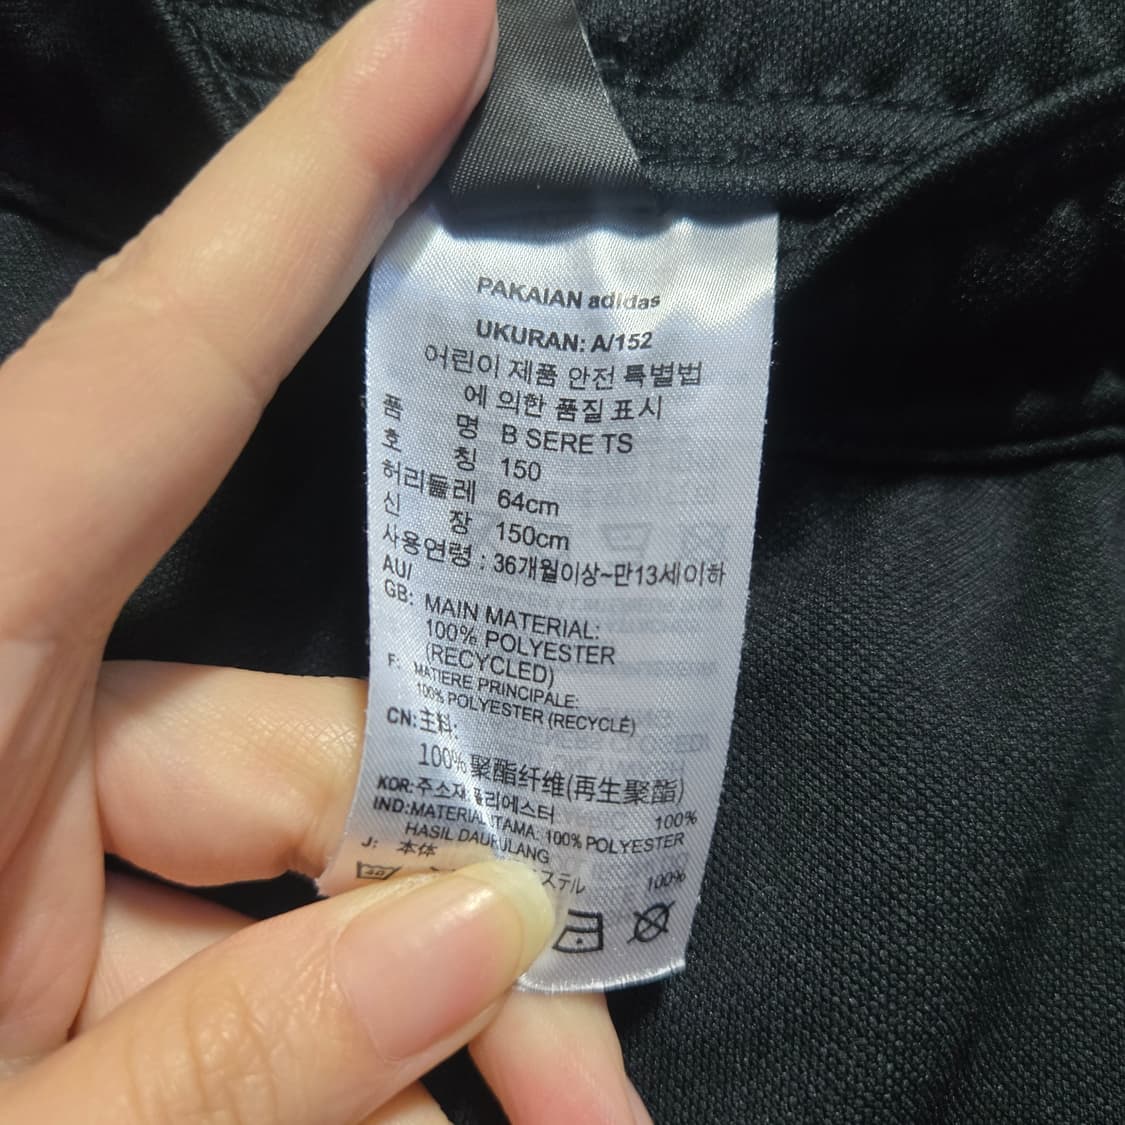 PAKAIAN adidas
UKURAN: A/152
어린이 제품 안전 특별법
에 의한 품질 표시
품 명 B SERE TS
호 칭 150
허리둘레 64cm
신 장 150cm
사용연령 : 36개월이상~만13세이하
AU/
GB: MAIN MATERIAL:
100% POLYESTER
(RECYCLED)
F: MATIERE PRINCIPALE:
100% POLYESTER (RECYCLÉ)
CN:主料:
100%聚酯纤维(再生聚酯)
KOR:주소재 폴리에스터 100%
IND:MATERIAL UTAMA: 100% POLYESTER
HASIL DAUR ULANG
J: 本体
ステル 100%
40